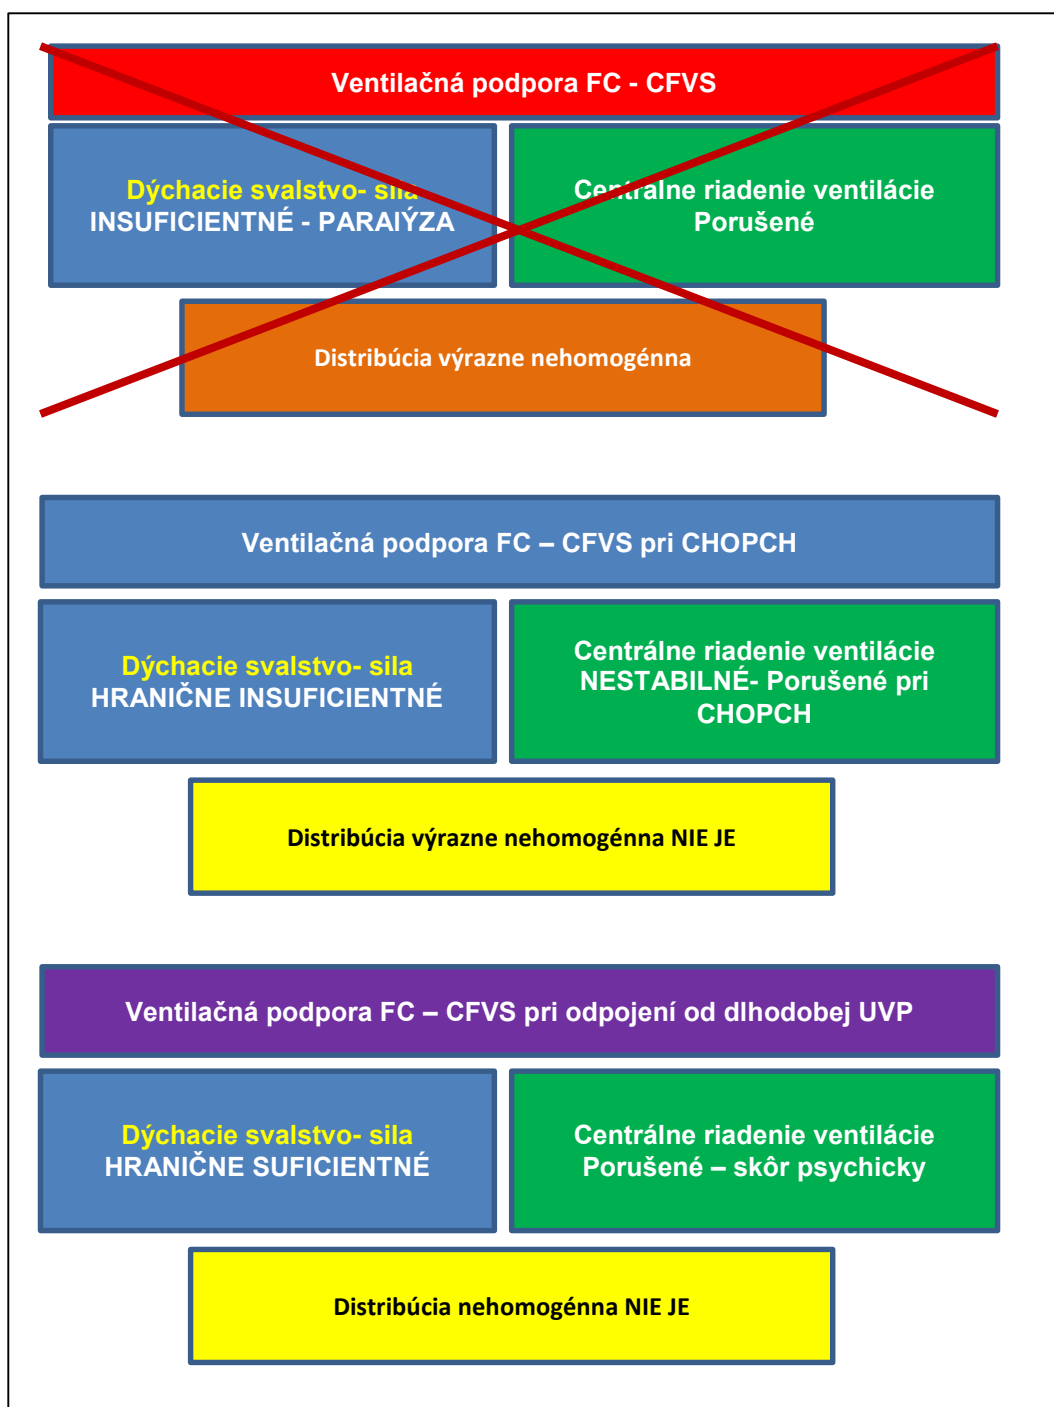 Ventilačná podpora FC - CFVS
Dýchacie svalstvo- sila
INSUFICIENTNÉ - PARAIÝZA
Centrálne riadenie ventilácie
Porušené
Distribúcia výrazne nehomogénna
Ventilačná podpora FC – CFVS pri CHOPCH
Dýchacie svalstvo- sila
HRANIČNE INSUFICIENTNÉ
Centrálne riadenie ventilácie
NESTABILNÉ- Porušené pri
CHOPCH
Distribúcia výrazne nehomogénna NIE JE
Ventilačná podpora FC – CFVS pri odpojení od dlhodobej UVP
Dýchacie svalstvo- sila
HRANIČNE SUFICIENTNÉ
Centrálne riadenie ventilácie
Porušené – skôr psychicky
Distribúcia nehomogénna NIE JE